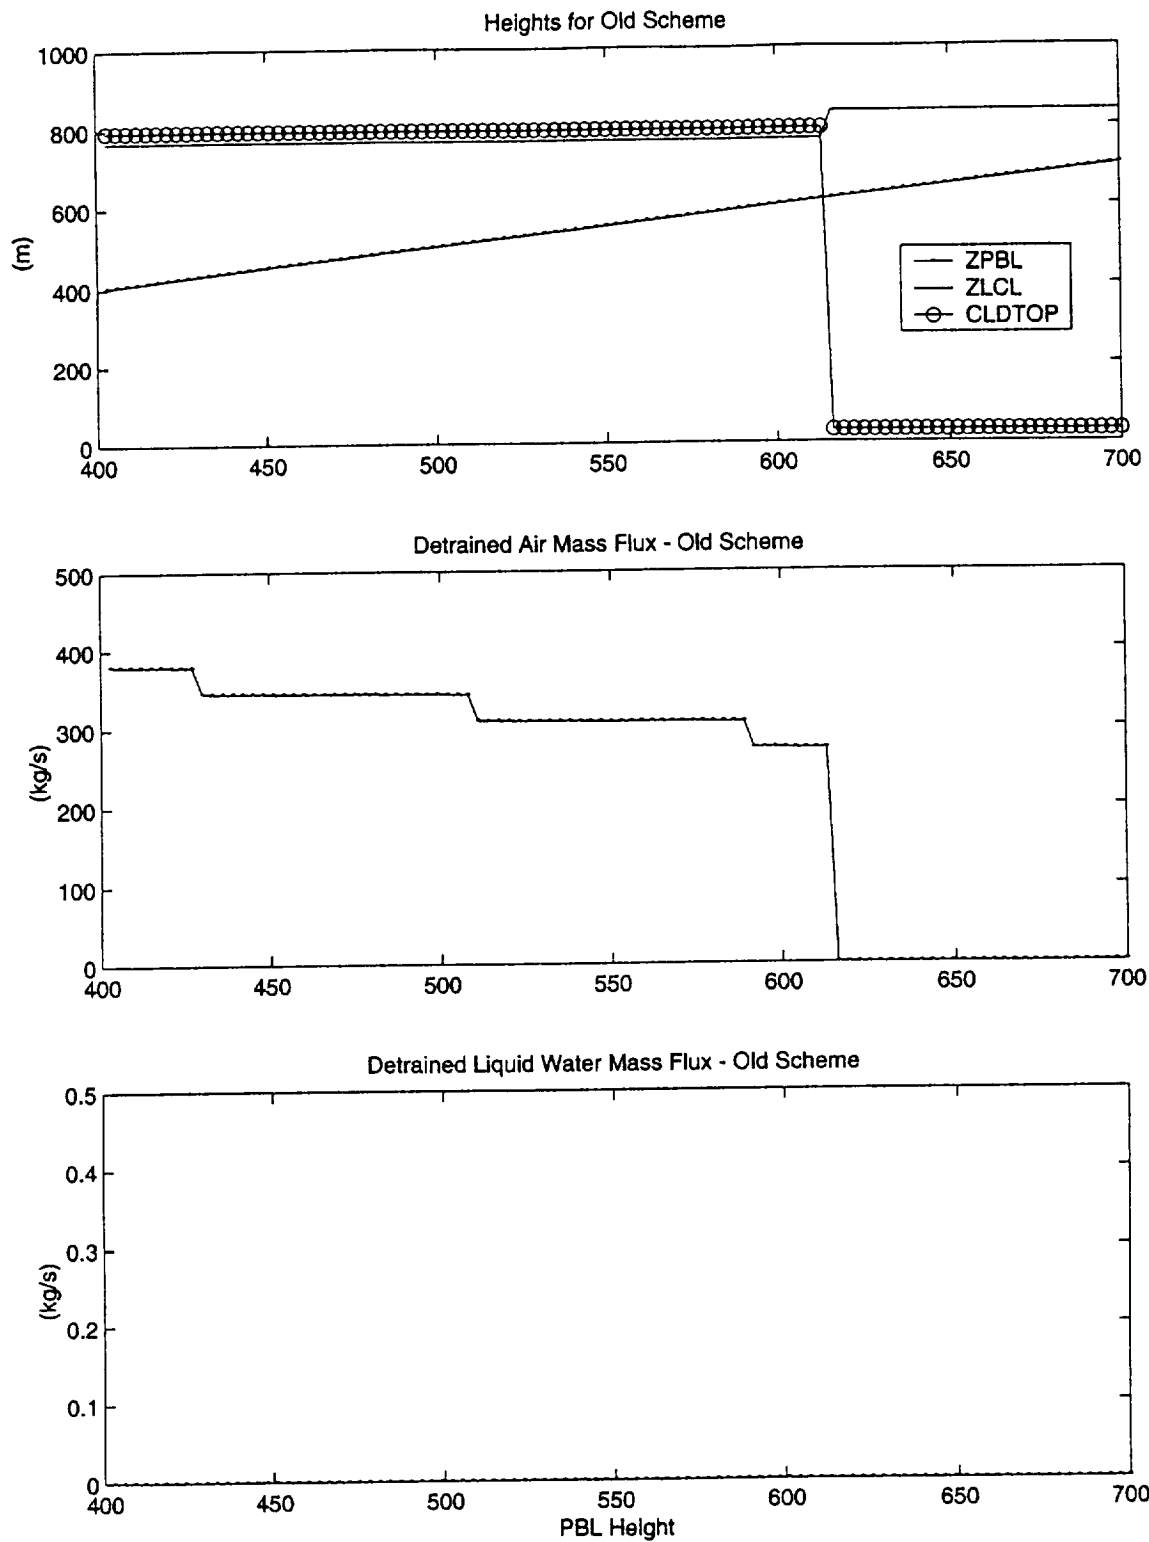 Heights for Old Scheme
1000
800
600
400
200
0
(m)
ZPBL
ZLCL
CLDTOP
400 450 500 550 600 650 700
Detrained Air Mass Flux - Old Scheme
500
400
300
200
100
0
(kg/s)
400 450 500 550 600 650 700
Detrained Liquid Water Mass Flux - Old Scheme
0.5
0.4
0.3
0.2
0.1
0
(kg/s)
400 450 500 550 600 650 700
PBL Height